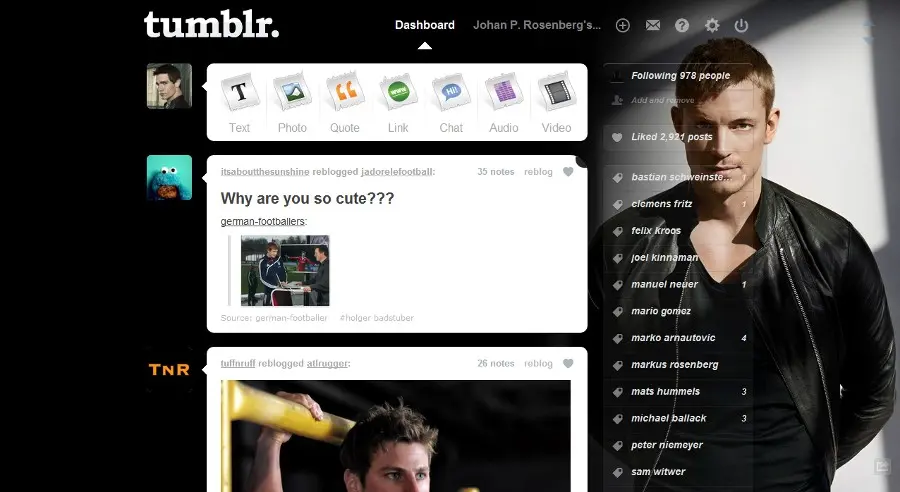 tumblr.
Dashboard
Johan P. Rosenberg's...
T
Hi!
Text
Photo
Quote
Link
Chat
Audio
Video
Following 978 people
Add and remove
Liked 2,921 posts
itsaboutthesunshine reblogged jadorelefootball:
35 notes
reblog
Why are you so cute???
german-footballers:
Source: german-footballer
#holger badstuber
TNR
tuffnruff reblogged atlrugger:
26 notes
reblog
bastian schweinste... 1
clemens fritz 1
felix kroos
joel kinnaman
manuel neuer 1
mario gomez
marko arnautovic 4
markus rosenberg
mats hummels 3
michael ballack 3
peter niemeyer
sam witwer